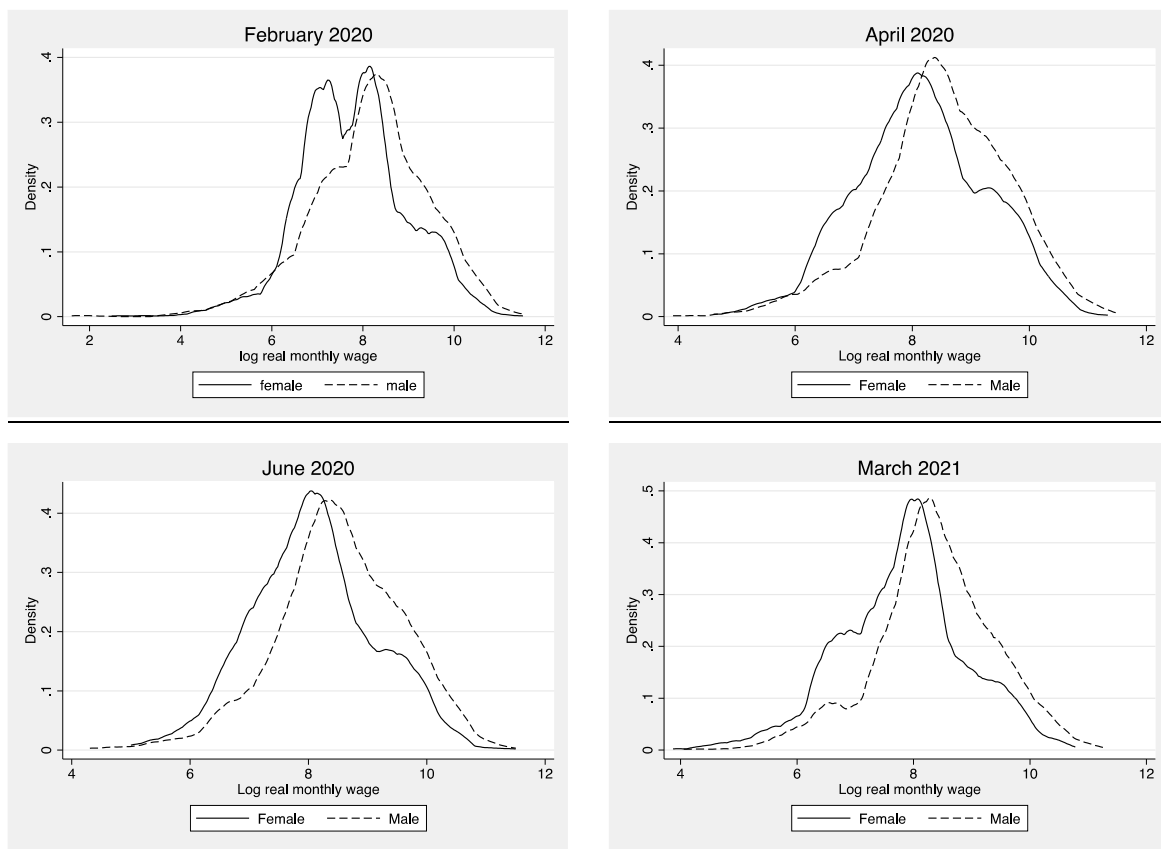 February 2020
.4
.3
.2
.1
0
Density
2 4 6 8 10 12
log real monthly wage
female male
April 2020
.4
.3
.2
.1
0
Density
4 6 8 10 12
Log real monthly wage
Female Male
June 2020
.4
.3
.2
.1
0
Density
4 6 8 10 12
Log real monthly wage
Female Male
March 2021
.5
.4
.3
.2
.1
0
Density
4 6 8 10 12
Log real monthly wage
Female Male